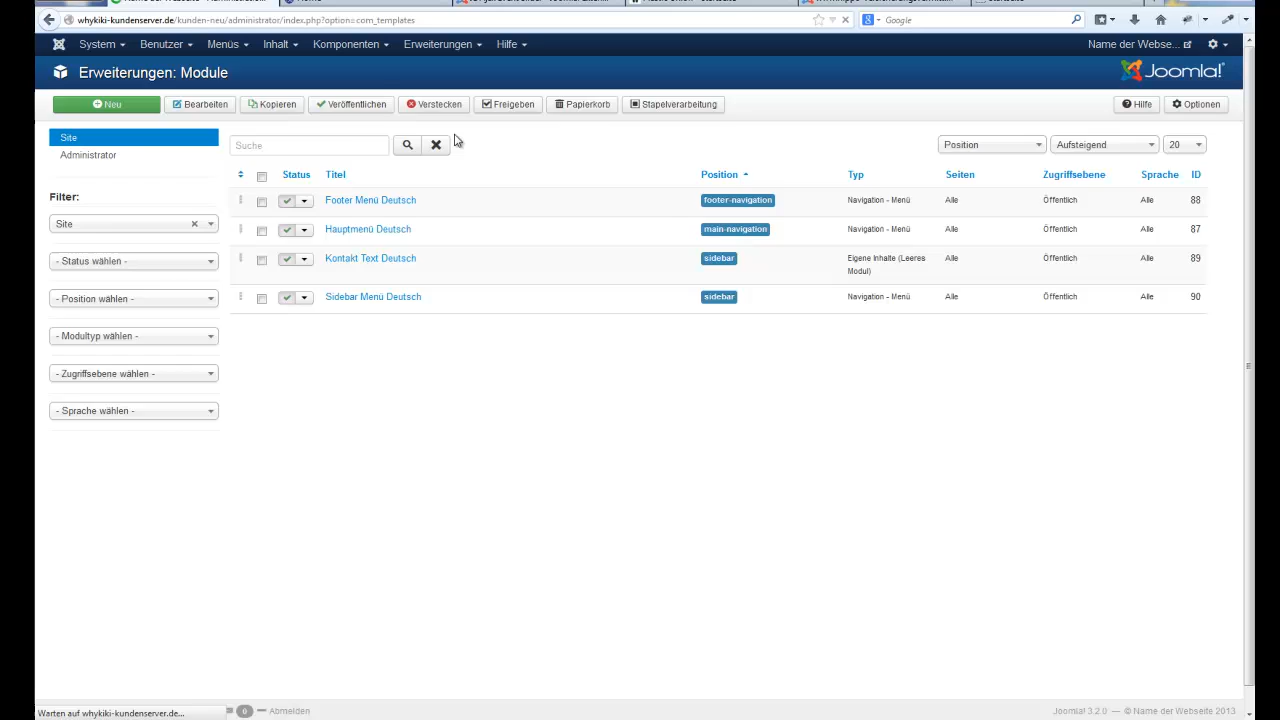 whykiki-kundenserver.de/kunden-neu/administrator/index.php?option=com_templates
Google
System Benutzer Menüs Inhalt Komponenten Erweiterungen Hilfe Name der Webse...
Erweiterungen: Module
Joomla!
Neu Bearbeiten Kopieren Veröffentlichen Verstecken Freigeben Papierkorb Stapelverarbeitung Hilfe Optionen
Site
Administrator
Filter:
Site
- Status wählen -
- Position wählen -
- Modultyp wählen -
- Zugriffsebene wählen -
- Sprache wählen -
Suche Position Aufsteigend 20
Status Titel Position Typ Seiten Zugriffsebene Sprache ID
Footer Menü Deutsch footer-navigation Navigation - Menü Alle Öffentlich Alle 88
Hauptmenü Deutsch main-navigation Navigation - Menü Alle Öffentlich Alle 87
Kontakt Text Deutsch sidebar Eigene Inhalte (Leeres Modul) Alle Öffentlich Alle 89
Sidebar Menü Deutsch sidebar Navigation - Menü Alle Öffentlich Alle 90
Warten auf whykiki-kundenserver.de... 0 Abmelden Joomla! 3.2.0 — © Name der Webseite 2013